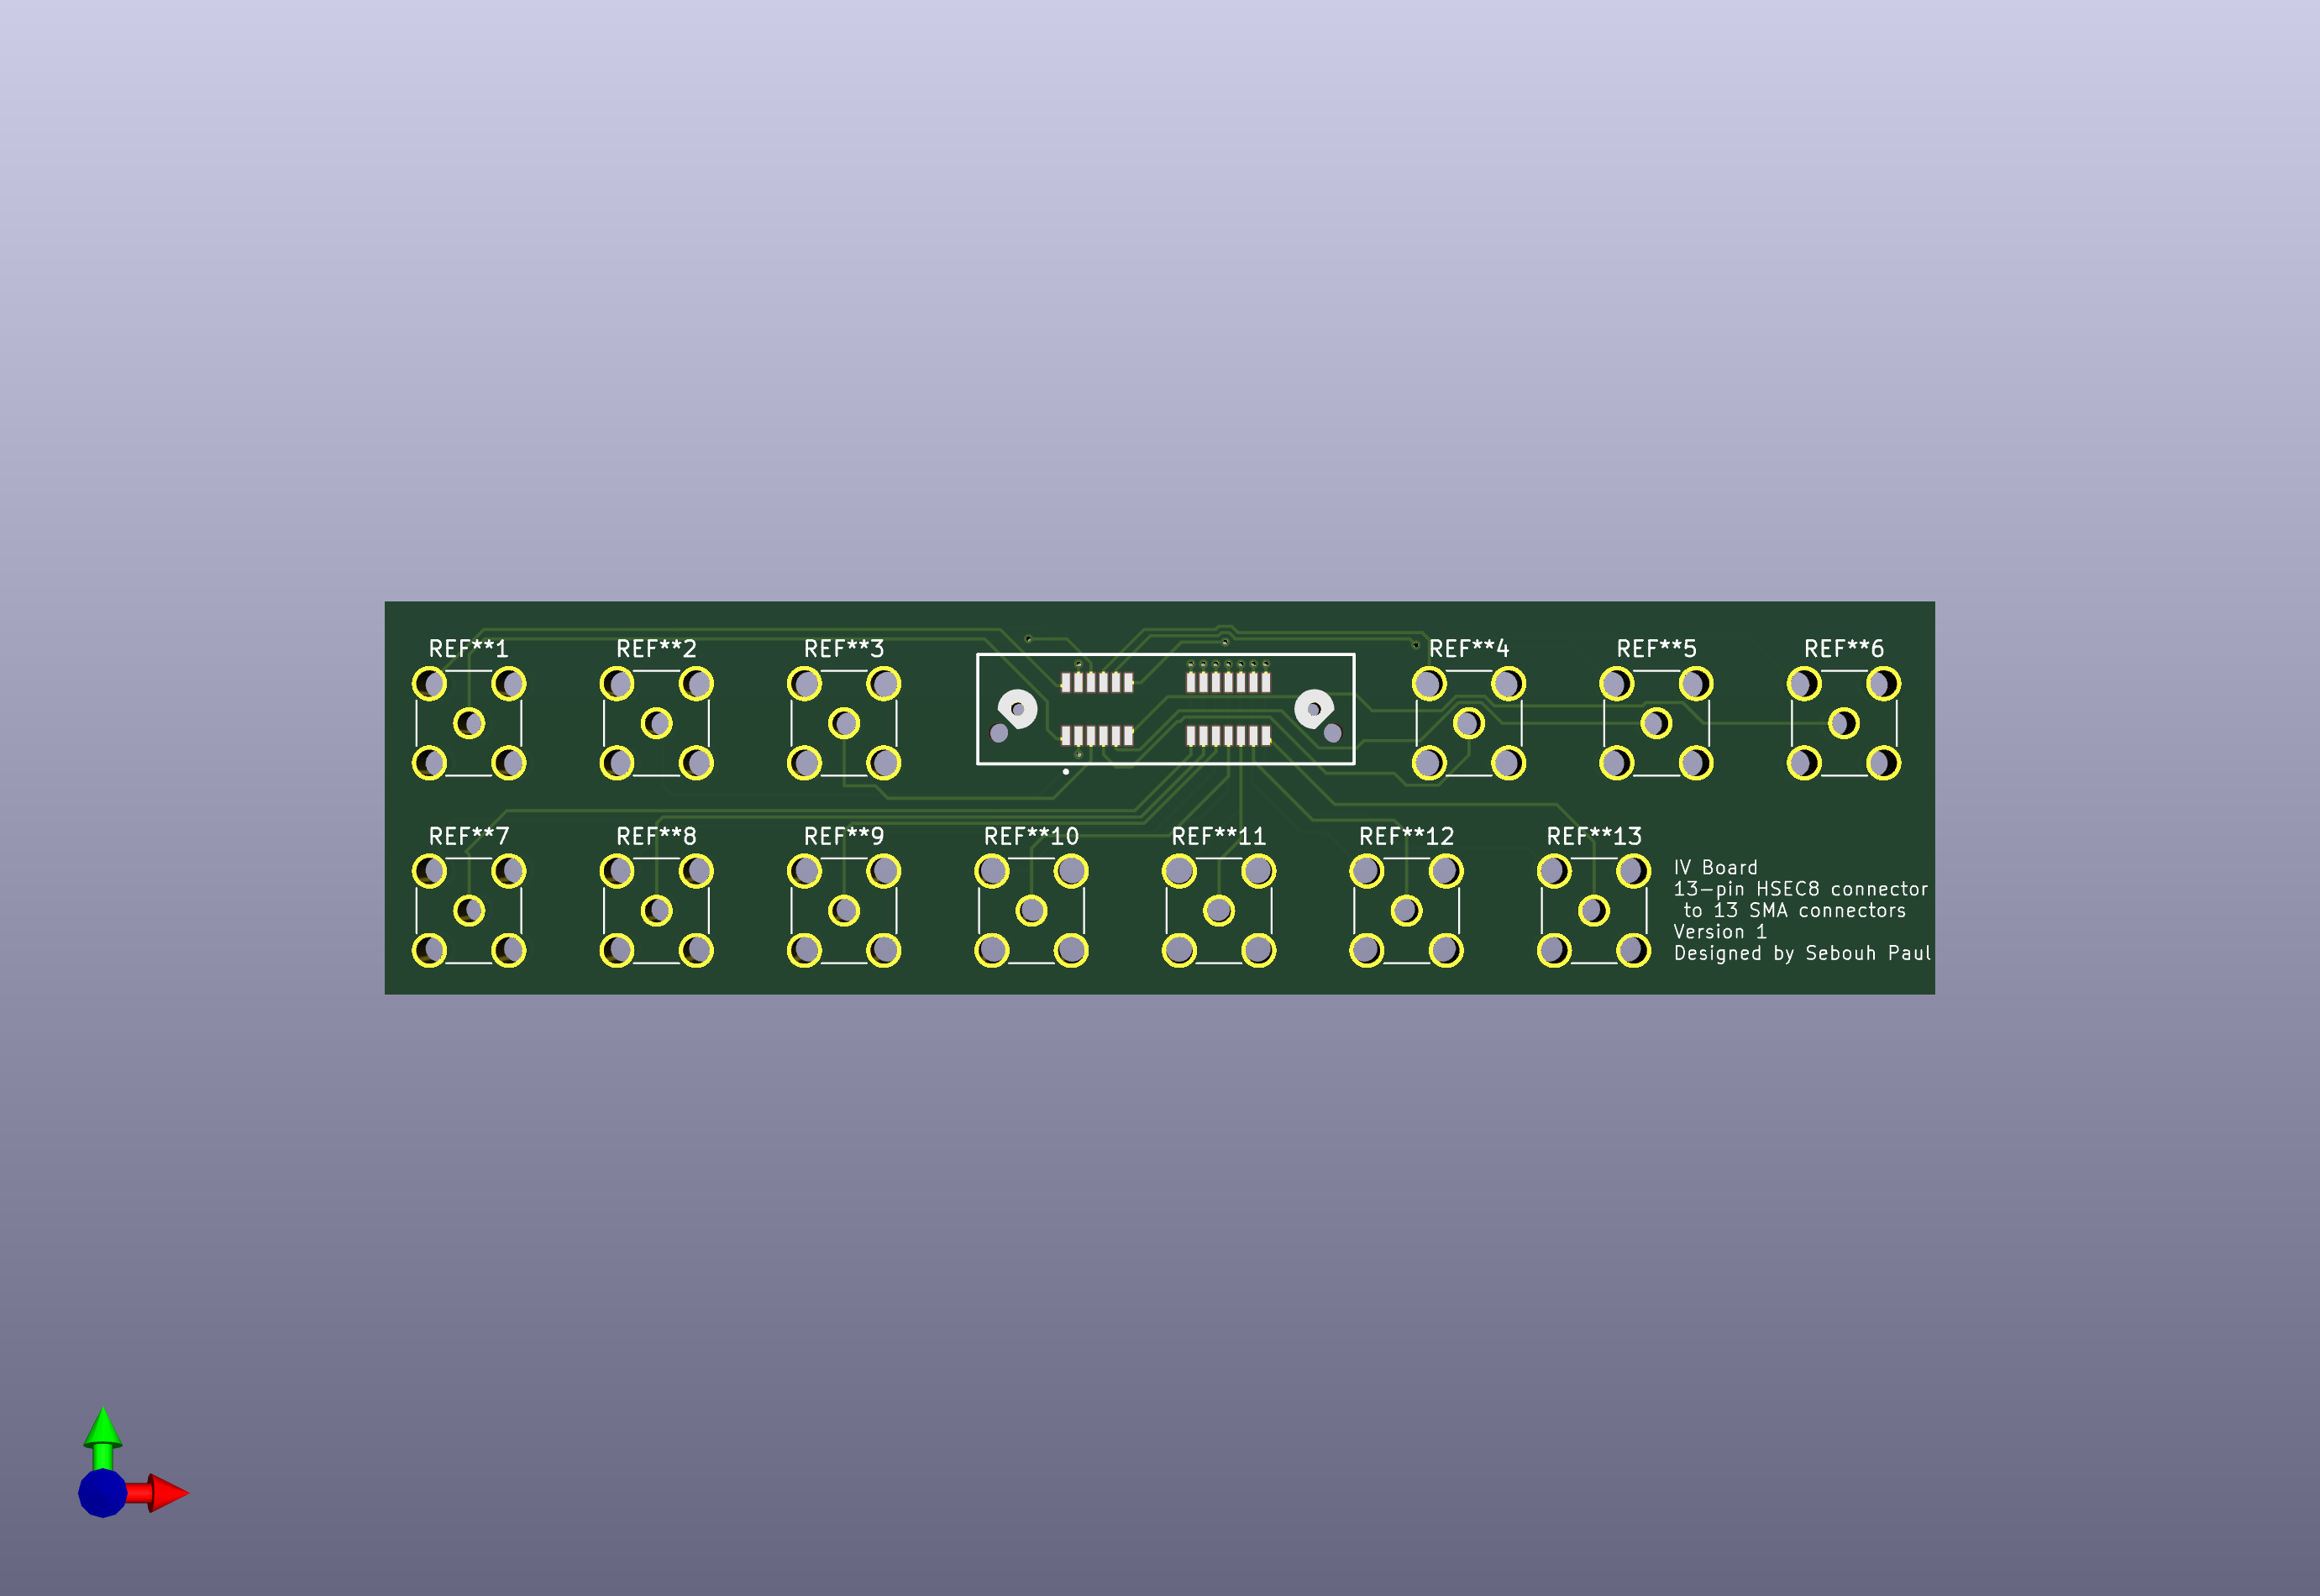 REF**1
REF**2
REF**3
REF**4
REF**5
REF**6
REF**7
REF**8
REF**9
REF**10
REF**11
REF**12
REF**13
IV Board
13-pin HSEC8 connector
to 13 SMA connectors
Version 1
Designed by Sebouh Paul